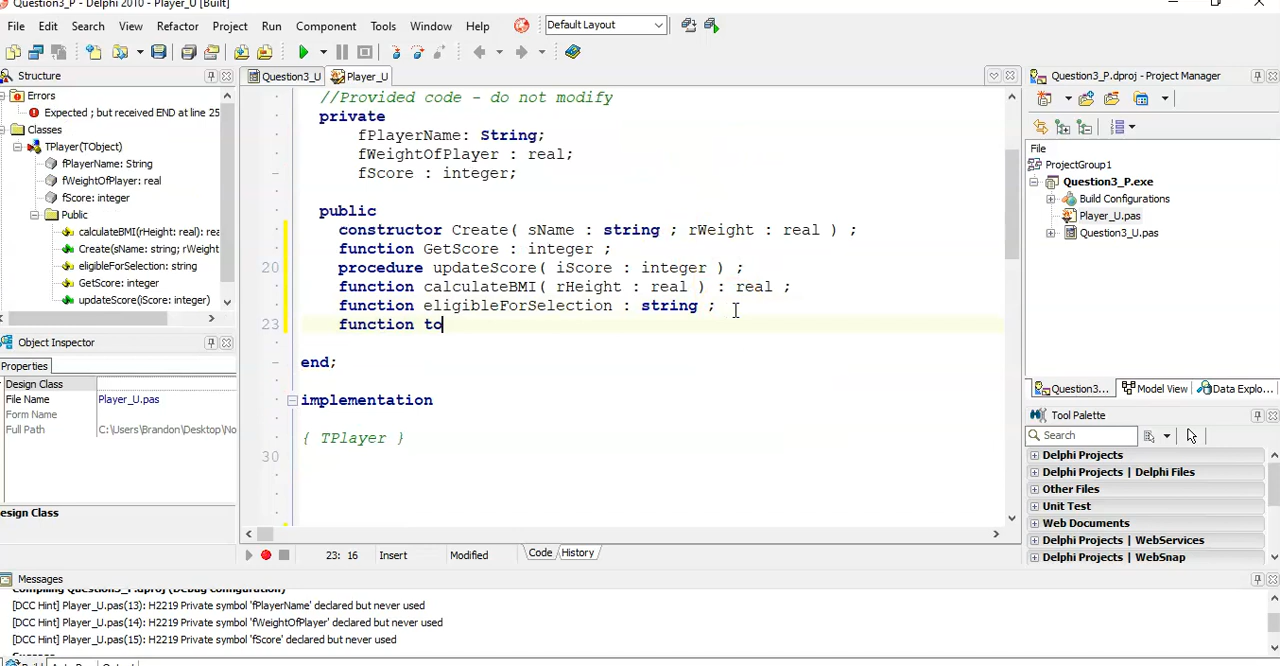 Question3_P - Delphi 2010 - Player_U [Built]
File Edit Search View Refactor Project Run Component Tools Window Help Default Layout
Structure
Errors
Expected ; but received END at line 25
Classes
TPlayer(TObject)
fPlayerName: String
fWeightOfPlayer: real
fScore: integer
Public
calculateBMI(rHeight: real): rea
Create(sName: string; rWeight
eligibleForSelection: string
GetScore: integer
updateScore(iScore: integer)
Object Inspector
Properties
Design Class
File Name Player_U.pas
Form Name
Full Path C:\Users\Brandon\Desktop\No
esign Class
Question3_U Player_U
//Provided code - do not modify
private
fPlayerName: String;
fWeightOfPlayer : real;
fScore : integer;
public
constructor Create( sName : string ; rWeight : real ) ;
function GetScore : integer ;
20 procedure updateScore( iScore : integer ) ;
function calculateBMI( rHeight : real ) : real ;
function eligibleForSelection : string ;
23 function to
end;
implementation
{ TPlayer }
30
23: 16 Insert Modified Code History
Question3_P.dproj - Project Manager
File
ProjectGroup1
Question3_P.exe
Build Configurations
Player_U.pas
Question3_U.pas
Question3... Model View Data Explo...
Tool Palette
Search
Delphi Projects
Delphi Projects | Delphi Files
Other Files
Unit Test
Web Documents
Delphi Projects | WebServices
Delphi Projects | WebSnap
Messages
Compiling Question3_P.dproj (Debug configuration)
[DCC Hint] Player_U.pas(13): H2219 Private symbol 'fPlayerName' declared but never used
[DCC Hint] Player_U.pas(14): H2219 Private symbol 'fWeightOfPlayer' declared but never used
[DCC Hint] Player_U.pas(15): H2219 Private symbol 'fScore' declared but never used
Success